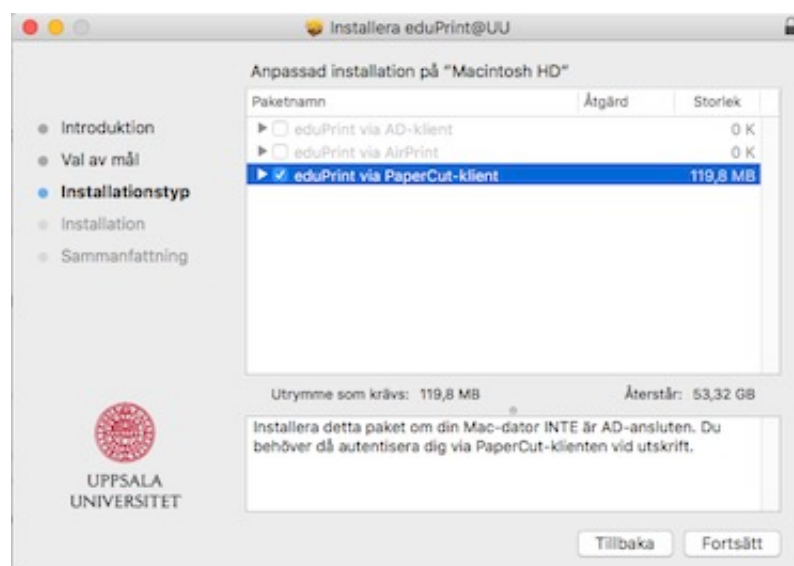 Installera eduPrint@UU
Anpassad installation på "Macintosh HD"
Paketnamn Åtgärd Storlek
eduPrint via AD-klient 0 K
eduPrint via AirPrint 0 K
eduPrint via PaperCut-klient 119,8 MB
Introduktion
Val av mål
Installationstyp
Installation
Sammanfattning
Utrymme som krävs: 119,8 MB Återstår: 53,32 GB
Installera detta paket om din Mac-dator INTE är AD-ansluten. Du
behöver då autentisera dig via PaperCut-klienten vid utskrift.
UPPSALA
UNIVERSITET
Tillbaka Fortsätt